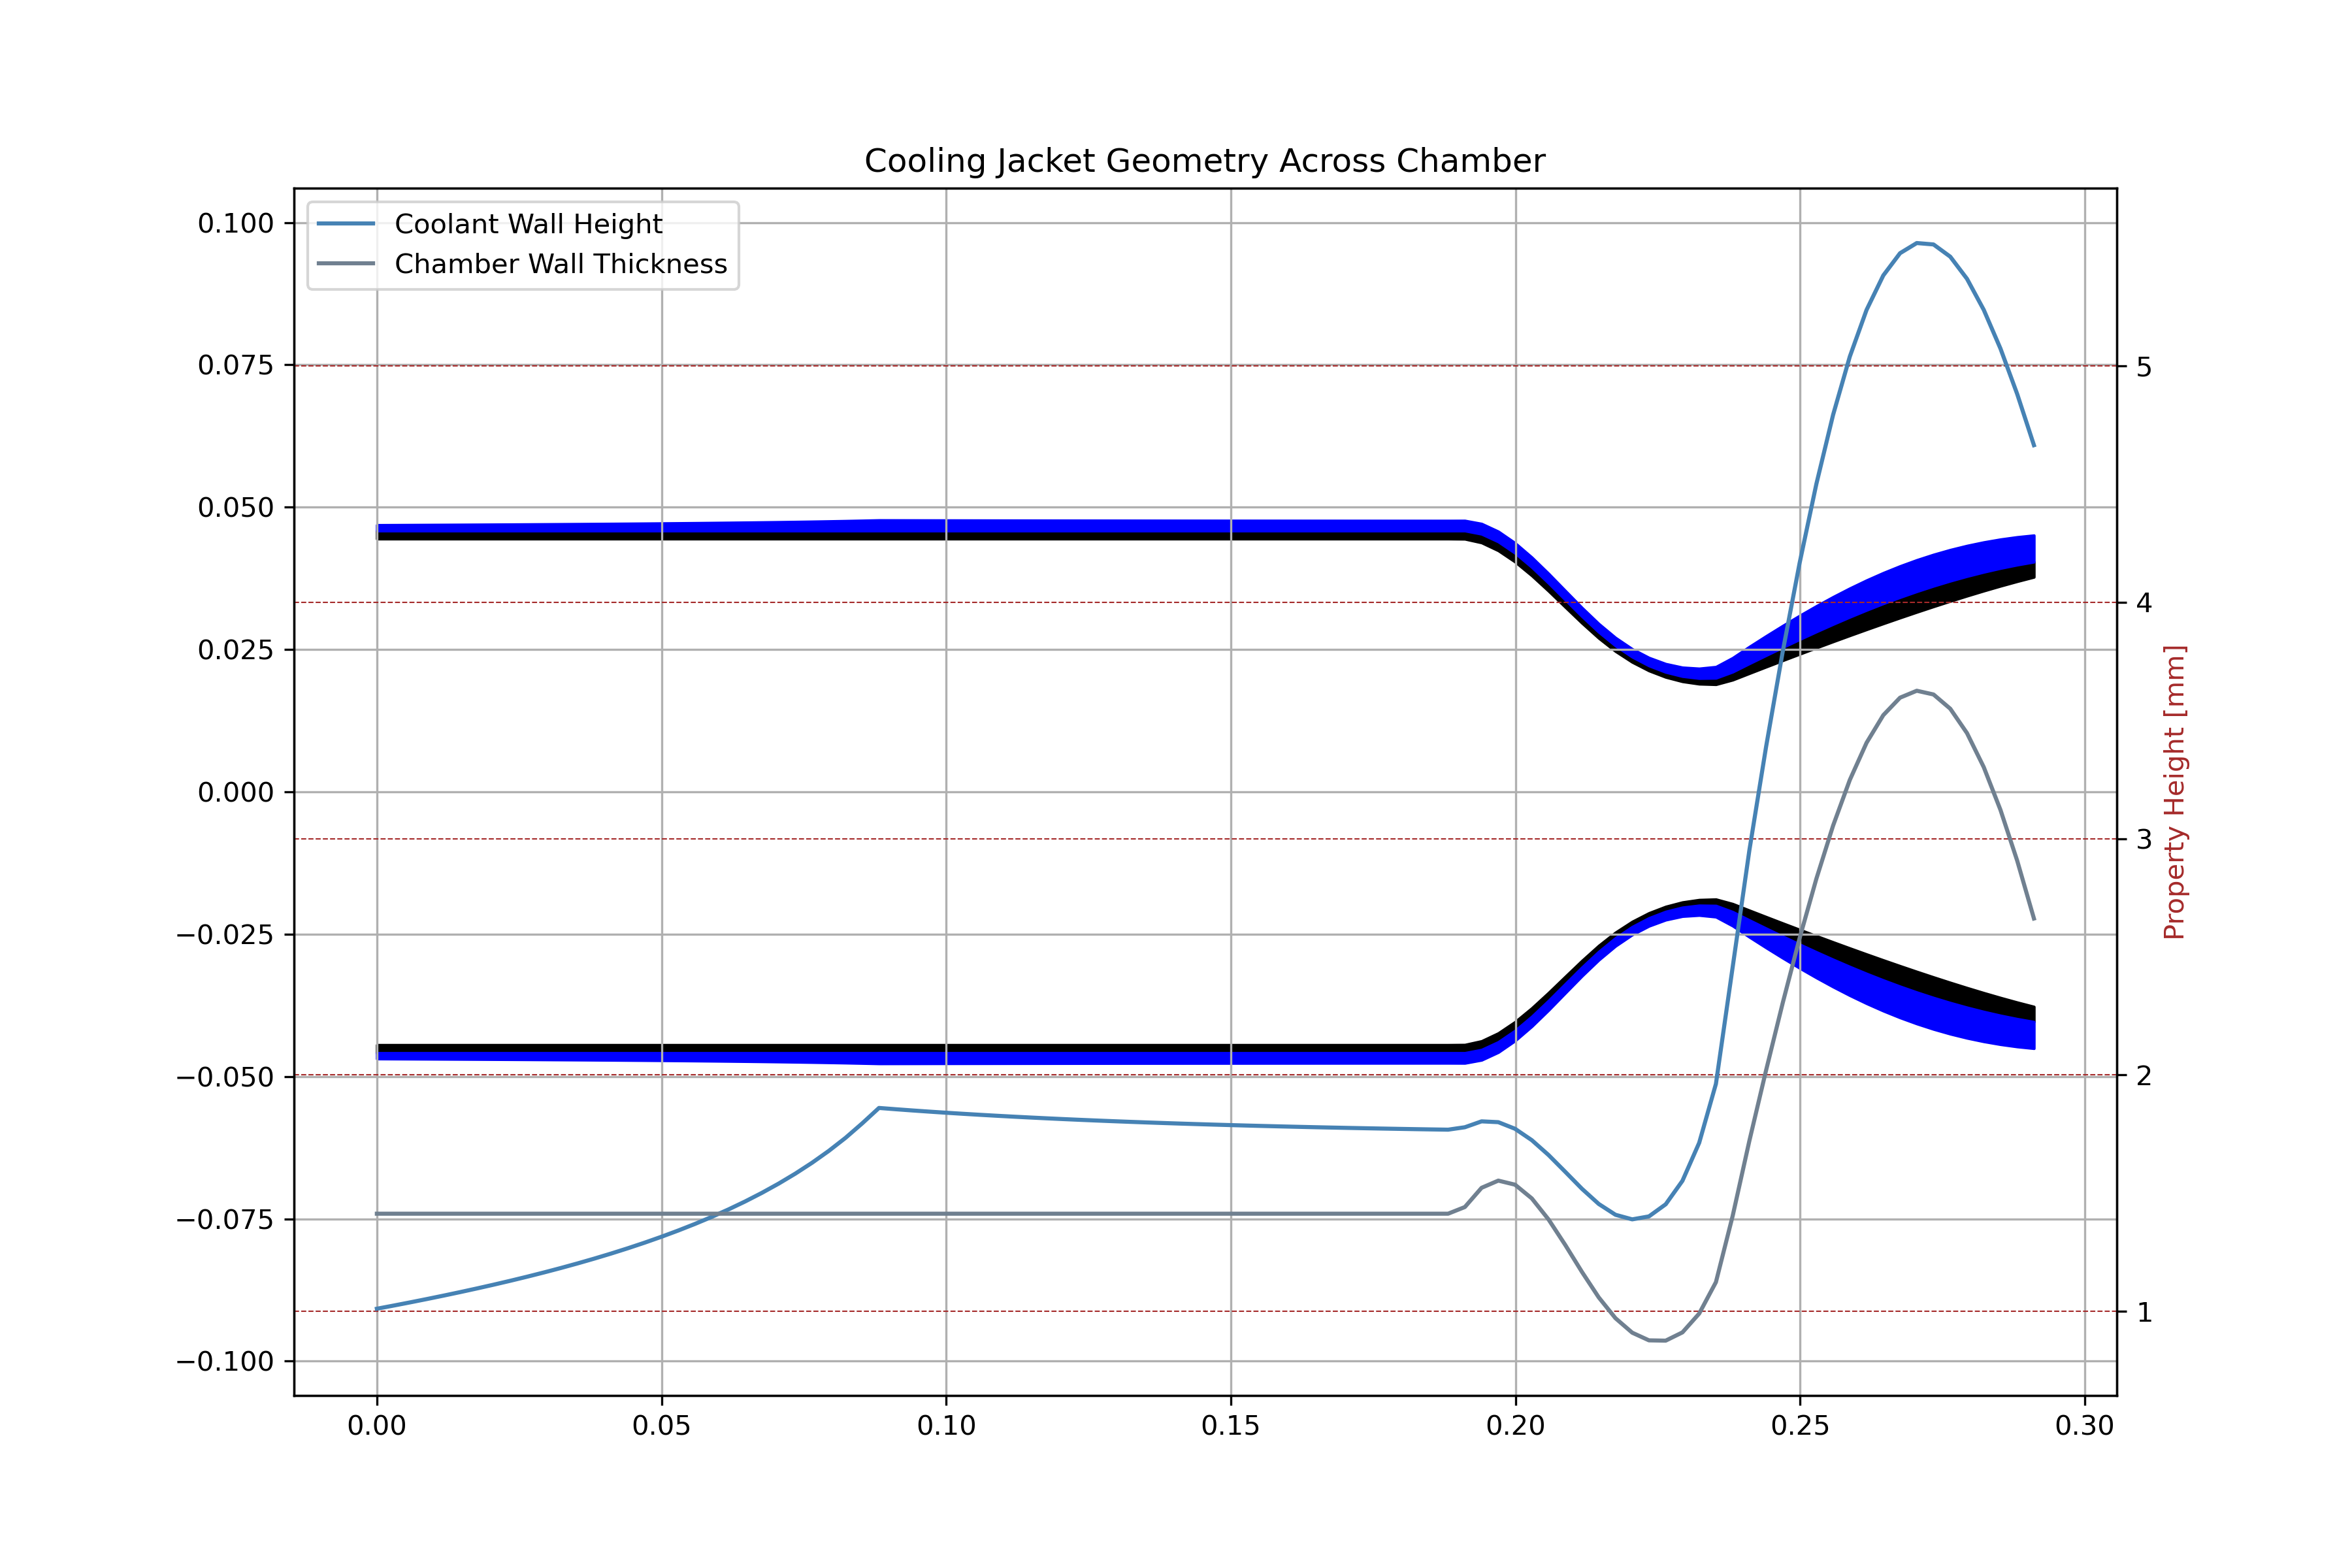 Cooling Jacket Geometry Across Chamber
Coolant Wall Height
Chamber Wall Thickness
0.100
0.075
0.050
0.025
0.000
−0.025
−0.050
−0.075
−0.100
5
4
3
2
1
Property Height [mm]
0.00 0.05 0.10 0.15 0.20 0.25 0.30